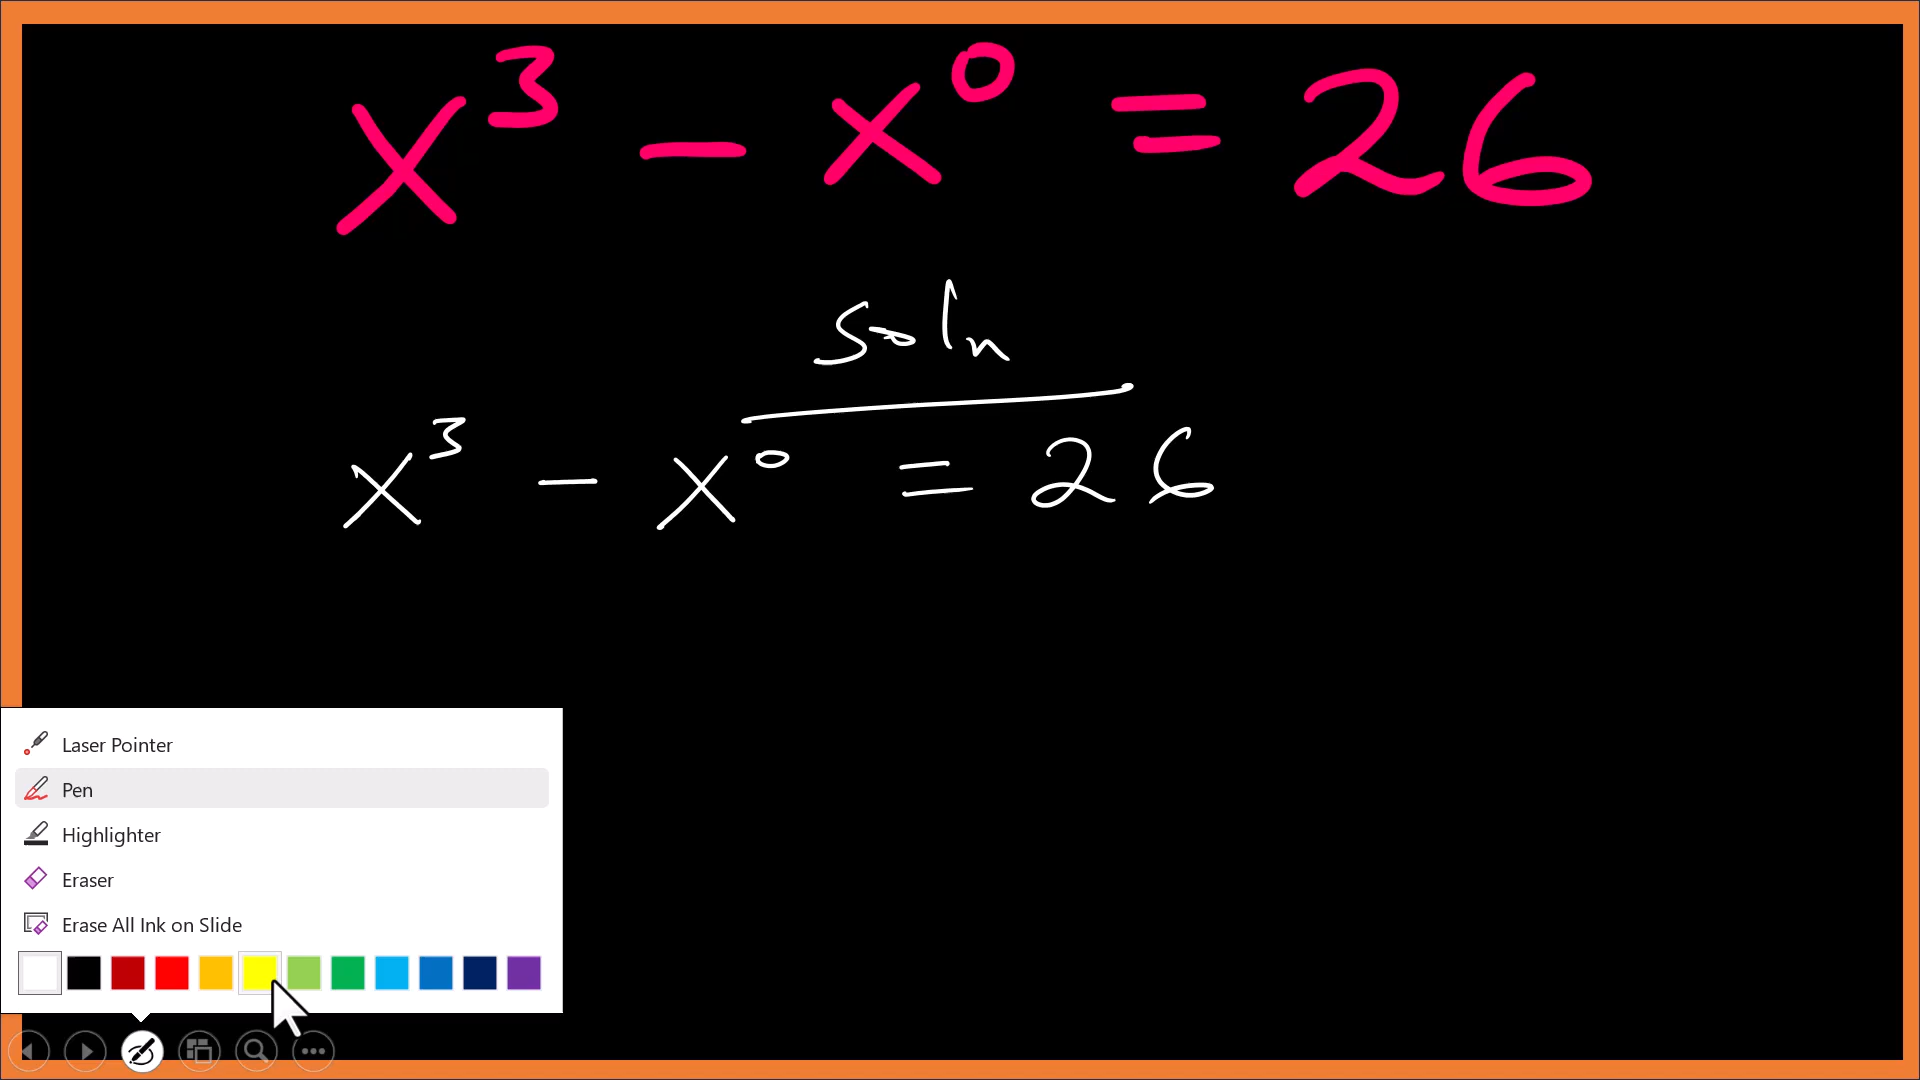 x³ - x⁰ = 26
soln
x³ - x⁰ = 26
Laser Pointer
Pen
Highlighter
Eraser
Erase All Ink on Slide